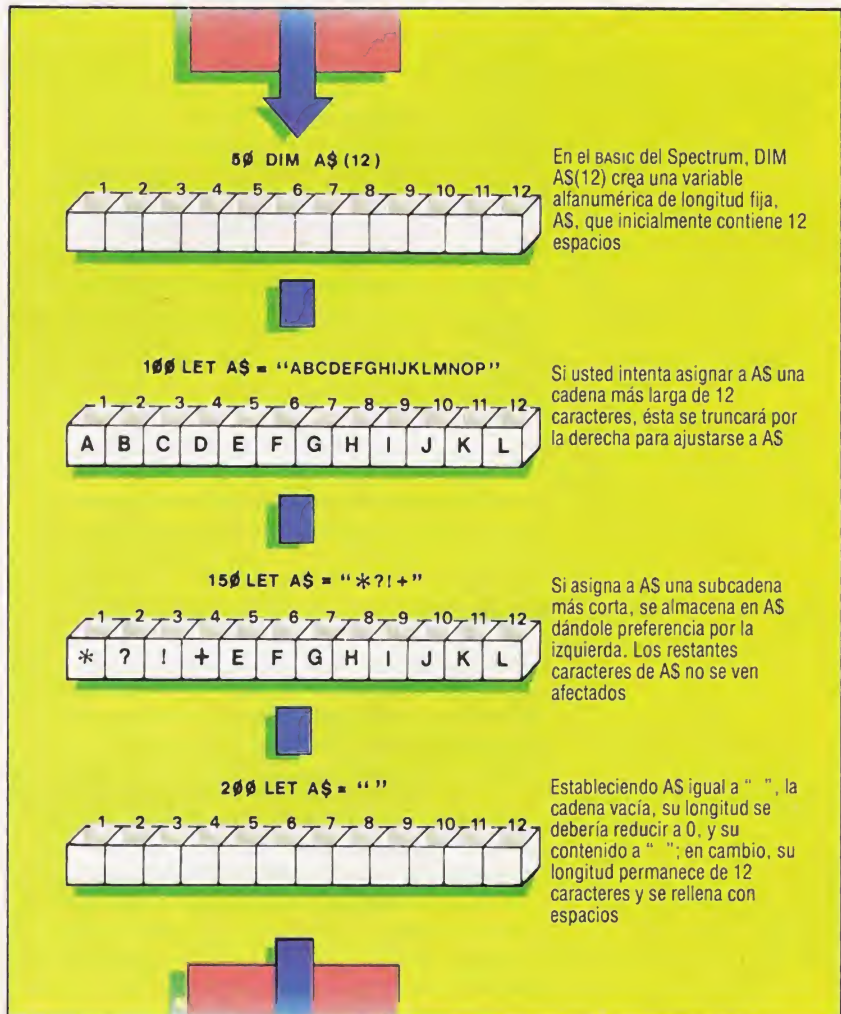 50 DIM A$(12)
1 2 3 4 5 6 7 8 9 10 11 12
En el BASIC del Spectrum, DIM
A$(12) crea una variable
alfanumérica de longitud fija,
A$, que inicialmente contiene 12
espacios
100 LET A$ = "ABCDEFGHIJKLMNOP"
1 2 3 4 5 6 7 8 9 10 11 12
A B C D E F G H I J K L
Si usted intenta asignar a A$ una
cadena más larga de 12
caracteres, ésta se truncará por
la derecha para ajustarse a A$
150 LET A$ = "*?!+"
1 2 3 4 5 6 7 8 9 10 11 12
* ? ! + E F G H I J K L
Si asigna a A$ una subcadena
más corta, se almacena en A$
dándole preferencia por la
izquierda. Los restantes
caracteres de A$ no se ven
afectados
200 LET A$ = " "
1 2 3 4 5 6 7 8 9 10 11 12
Estableciendo A$ igual a " ", la
cadena vacía, su longitud se
debería reducir a 0, y su
contenido a " "; en cambio, su
longitud permanece de 12
caracteres y se rellena con
espacios